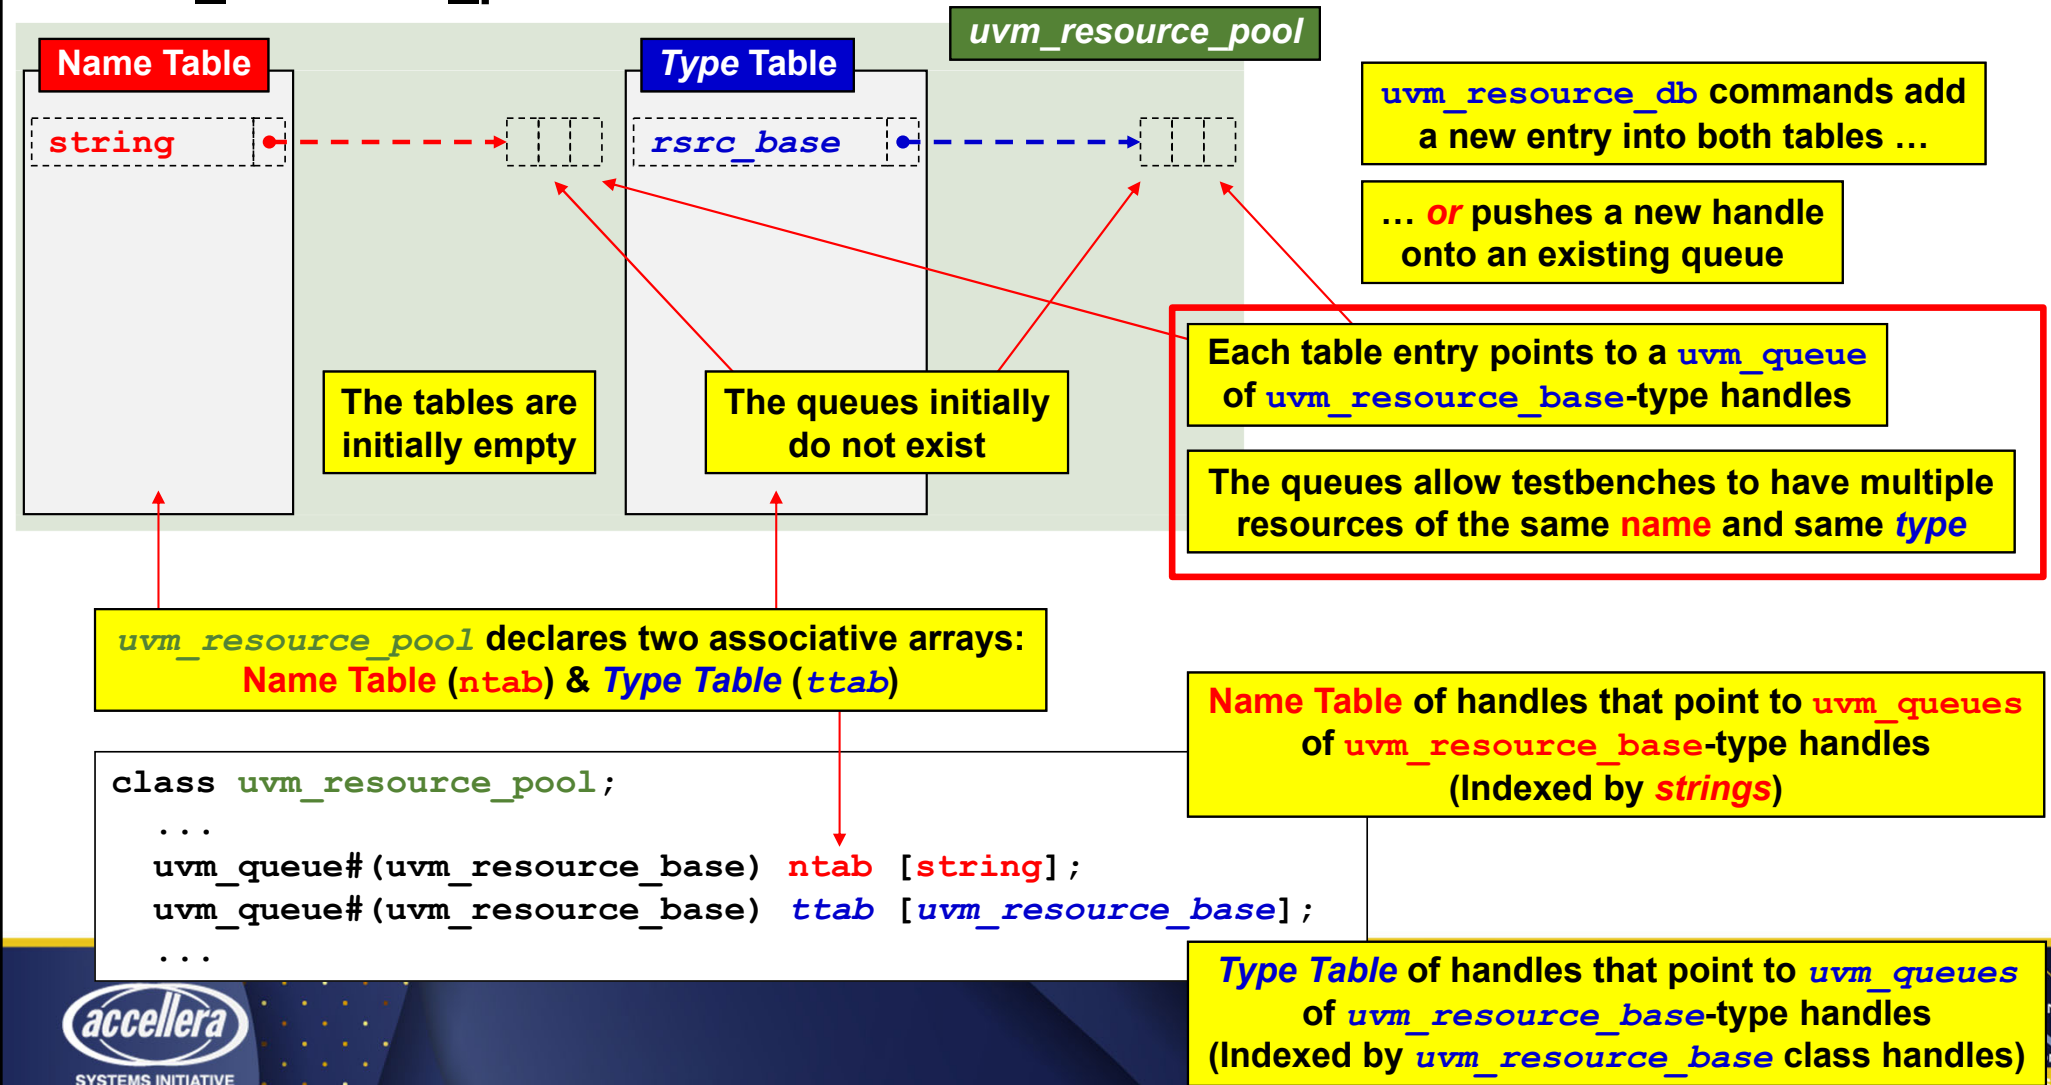 uvm_resource_pool
Name Table
Type Table
string
rsrc_base
uvm_resource_db commands add
a new entry into both tables …
… or pushes a new handle
onto an existing queue
Each table entry points to a uvm_queue
of uvm_resource_base-type handles
The tables are
initially empty
The queues initially
do not exist
The queues allow testbenches to have multiple
resources of the same name and same type
uvm_resource_pool declares two associative arrays:
Name Table (ntab) & Type Table (ttab)
Name Table of handles that point to uvm_queues
of uvm_resource_base-type handles
(Indexed by strings)
class uvm_resource_pool;
...
uvm_queue#(uvm_resource_base) ntab [string];
uvm_queue#(uvm_resource_base) ttab [uvm_resource_base];
...
Type Table of handles that point to uvm_queues
of uvm_resource_base-type handles
(Indexed by uvm_resource_base class handles)
accellera
SYSTEMS INITIATIVE